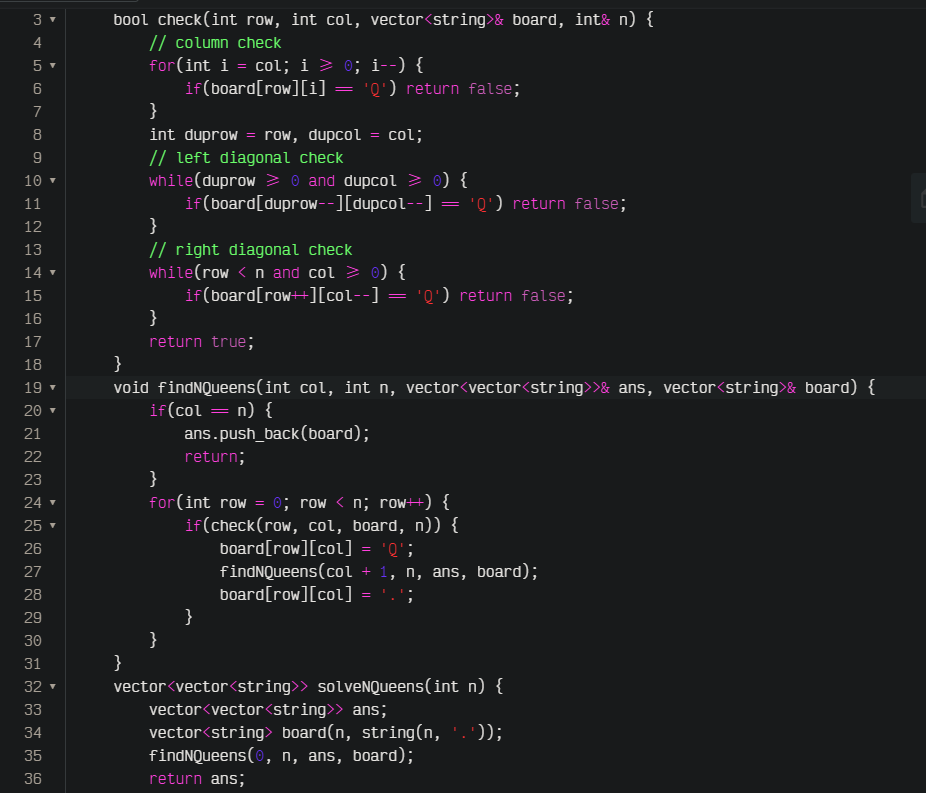 3 bool check(int row, int col, vector<string>& board, int& n) {
4 // column check
5 for(int i = col; i >= 0; i--) {
6 if(board[row][i] == 'Q') return false;
7 }
8 int duprow = row, dupcol = col;
9 // left diagonal check
10 while(duprow >= 0 and dupcol >= 0) {
11 if(board[duprow--][dupcol--] == 'Q') return false;
12 }
13 // right diagonal check
14 while(row < n and col >= 0) {
15 if(board[row++][col--] == 'Q') return false;
16 }
17 return true;
18 }
19 void findNQueens(int col, int n, vector<vector<string>>& ans, vector<string>& board) {
20 if(col == n) {
21 ans.push_back(board);
22 return;
23 }
24 for(int row = 0; row < n; row++) {
25 if(check(row, col, board, n)) {
26 board[row][col] = 'Q';
27 findNQueens(col + 1, n, ans, board);
28 board[row][col] = '.';
29 }
30 }
31 }
32 vector<vector<string>> solveNQueens(int n) {
33 vector<vector<string>> ans;
34 vector<string> board(n, string(n, '.'));
35 findNQueens(0, n, ans, board);
36 return ans;